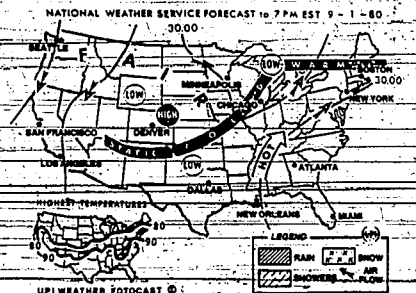 NATIONAL WEATHER SERVICE FORECAST to 7 PM EST 9-1-80
30.00
SEATTLE
F A I R
LOW
WARM
BOSTON
MINNEAPOLIS
30.00
LOW
HIGH
CHICAGO
NEW YORK
SAN FRANCISCO
DENVER
LOS ANGELES
LOW
HOT
ATLANTA
DALLAS
HIGHEST TEMPERATURES
NEW ORLEANS
MIAMI
80
80
90
90
LEGEND
UPI
RAIN
SNOW
SHOWERS
AIR FLOW
UPI WEATHER FOTOCAST ©